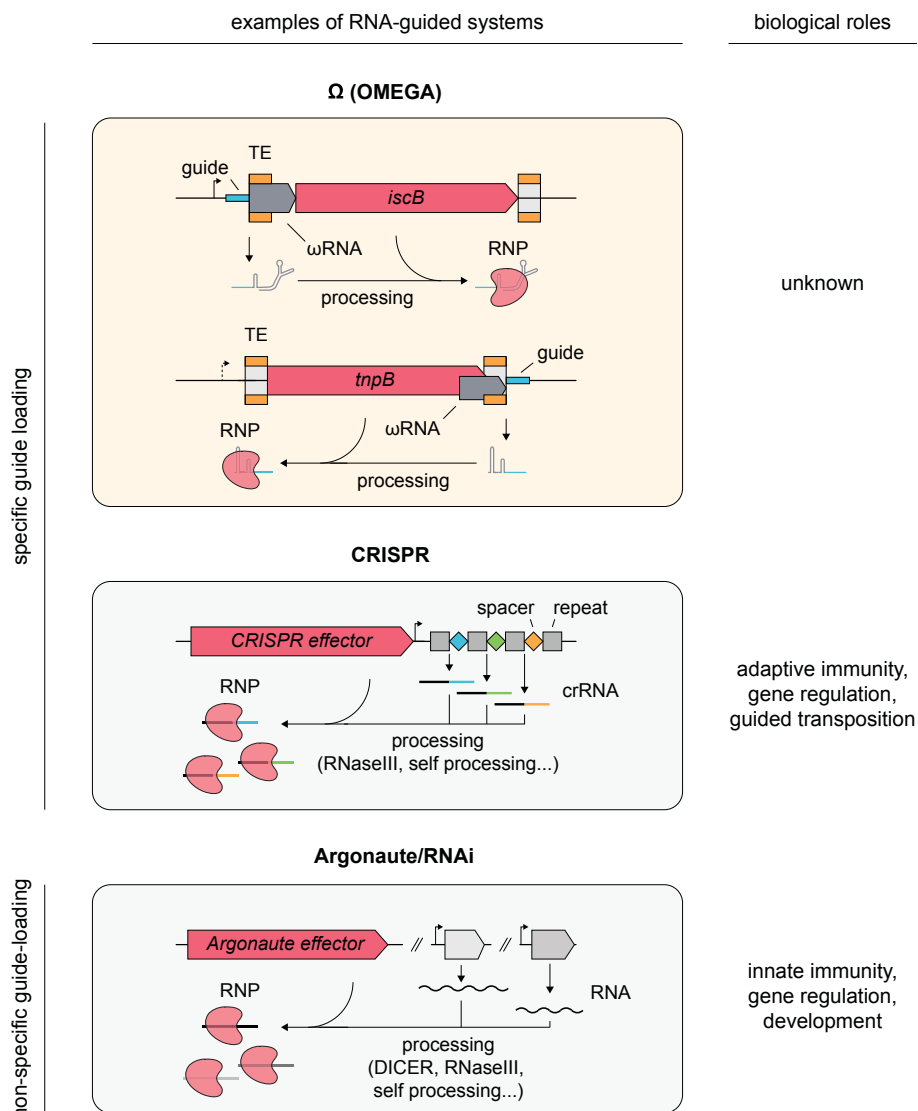 examples of RNA-guided systems
biological roles
Ω (OMEGA)
TE
guide
iscB
ωRNA
RNP
processing
unknown
TE
guide
tnpB
ωRNA
RNP
processing
specific guide loading
CRISPR
spacer
repeat
CRISPR effector
crRNA
RNP
processing
(RNaseIII, self processing...)
adaptive immunity,
gene regulation,
guided transposition
Argonaute/RNAi
non-specific guide-loading
Argonaute effector
//
//
RNP
RNA
processing
(DICER, RNaseIII,
self processing...)
innate immunity,
gene regulation,
development